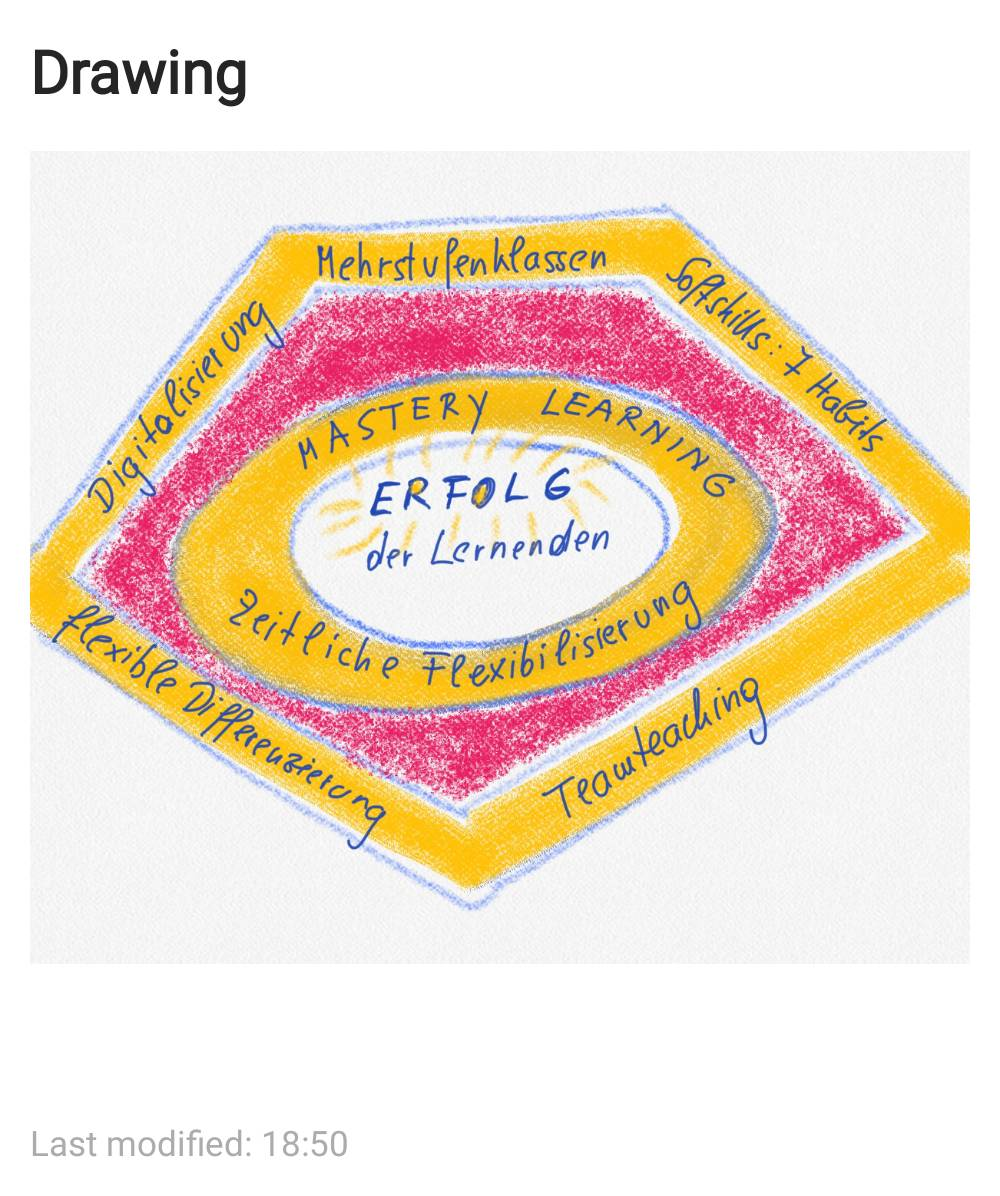 Drawing
Mehrstufenklassen
Softskills: 7 Habits
Digitalisierung
MASTERY LEARNING
ERFOLG
der Lernenden
Zeitliche Flexibilisierung
flexible Differenzierung
Teamteaching
Last modified: 18:50